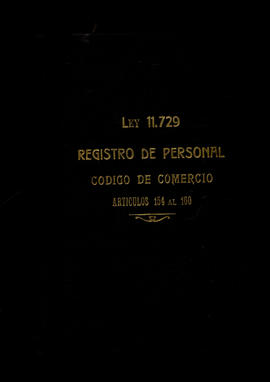 LEY 11.729
REGISTRO DE PERSONAL
CODIGO DE COMERCIO
ARTICULOS 154 AL 160